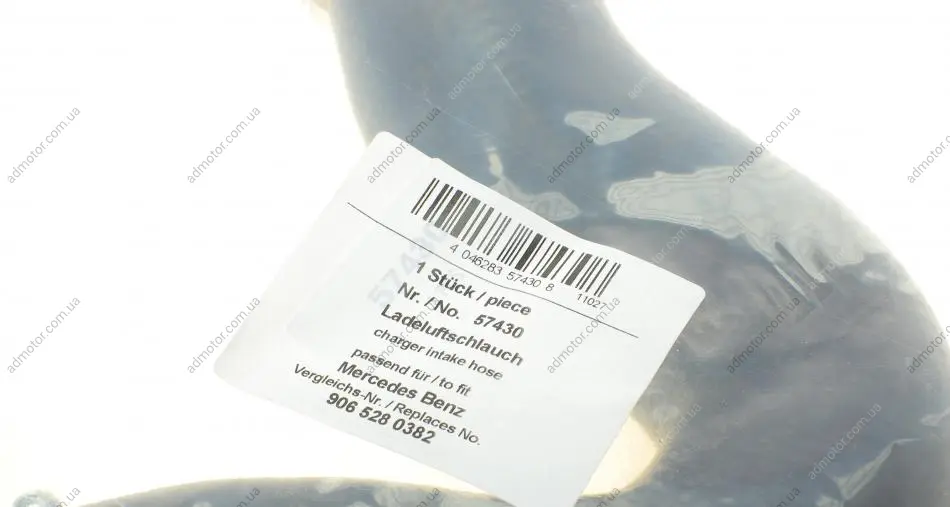 4 046283 57430 8
11027
1 Stück / piece
Nr. / No. 57430
Ladeluftschlauch
charger intake hose
passend für / to fit
Mercedes Benz
Vergleichs-Nr. / Replaces No.
906 528 0382
admotor.com.ua